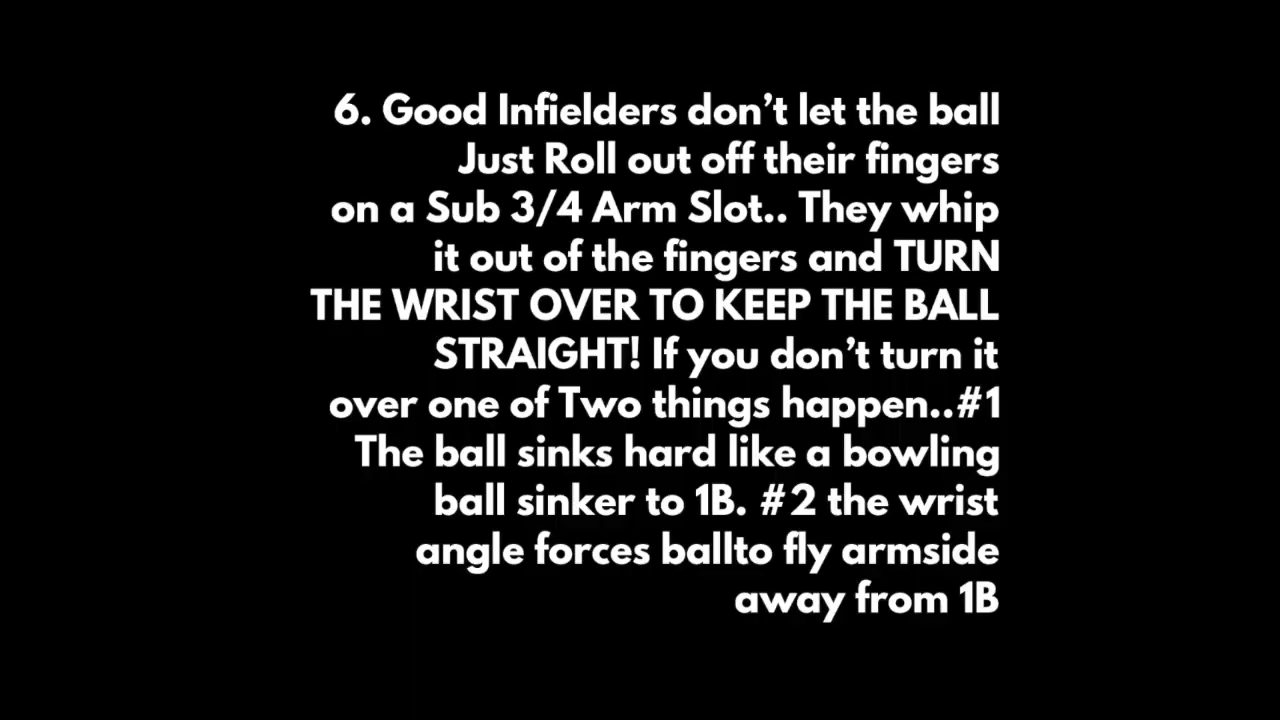 6. Good Infielders don’t let the ball
Just Roll out off their fingers
on a Sub 3/4 Arm Slot.. They whip
it out of the fingers and TURN
THE WRIST OVER TO KEEP THE BALL
STRAIGHT! If you don’t turn it
over one of Two things happen..#1
The ball sinks hard like a bowling
ball sinker to 1B. #2 the wrist
angle forces ballto fly armside
away from 1B